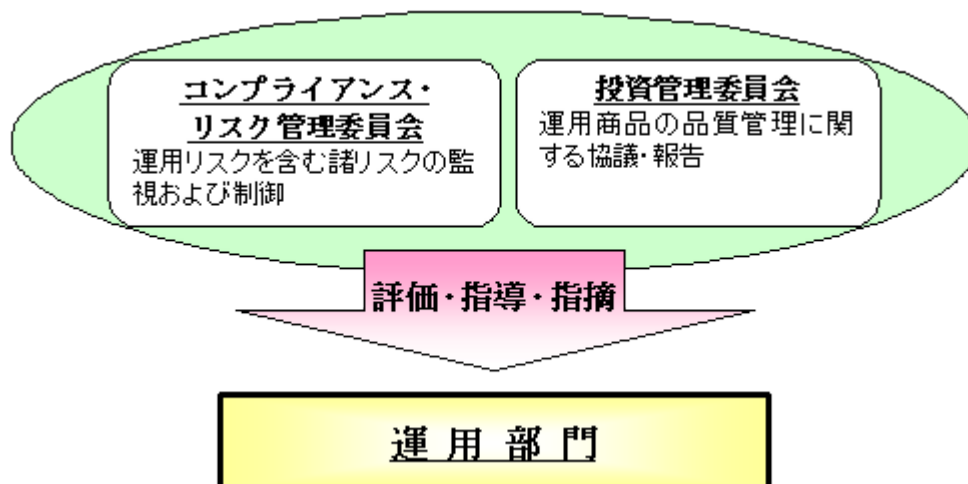 コンプライアンス・
リスク管理委員会
運用リスクを含む諸リスクの監
視および制御
投資管理委員会
運用商品の品質管理に関
する協議・報告
評価・指導・指摘
運用部門